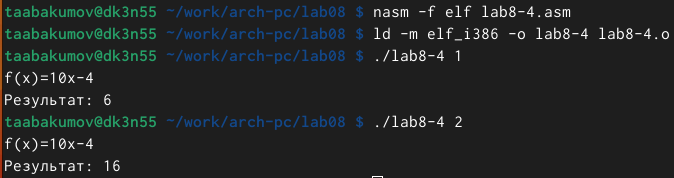 taabakumov@dk3n55 ~/work/arch-pc/lab08 $ nasm -f elf lab8-4.asm
taabakumov@dk3n55 ~/work/arch-pc/lab08 $ ld -m elf_i386 -o lab8-4 lab8-4.o
taabakumov@dk3n55 ~/work/arch-pc/lab08 $ ./lab8-4 1
f(x)=10x-4
Результат: 6
taabakumov@dk3n55 ~/work/arch-pc/lab08 $ ./lab8-4 2
f(x)=10x-4
Результат: 16